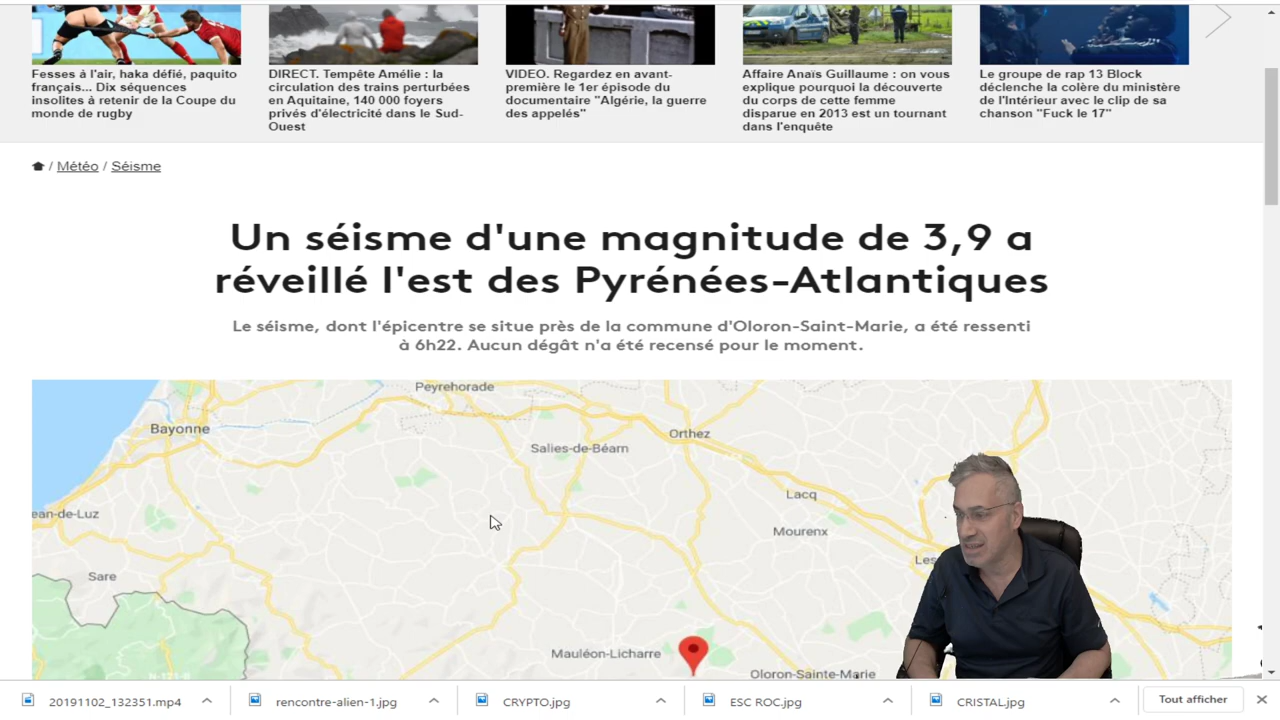 Fesses à l'air, haka défié, paquito
français... Dix séquences
insolites à retenir de la Coupe du
monde de rugby
DIRECT. Tempête Amélie : la
circulation des trains perturbées
en Aquitaine, 140 000 foyers
privés d'électricité dans le Sud-
Ouest
VIDEO. Regardez en avant-
première le 1er épisode du
documentaire "Algérie, la guerre
des appelés"
Affaire Anaïs Guillaume : on vous
explique pourquoi la découverte
du corps de cette femme
disparue en 2013 est un tournant
dans l'enquête
Le groupe de rap 13 Block
déclenche la colère du ministère
de l'Intérieur avec le clip de sa
chanson "Fuck le 17"
/ Météo / Séisme
Un séisme d'une magnitude de 3,9 a
réveillé l'est des Pyrénées-Atlantiques
Le séisme, dont l'épicentre se situe près de la commune d'Oloron-Saint-Marie, a été ressenti
à 6h22. Aucun dégât n'a été recensé pour le moment.
Peyrehorade
Bayonne
Orthez
Salies-de-Béarn
Lacq
ean-de-Luz
Mourenx
Les
Sare
Mauléon-Licharre
Oloron-Sainte-Marie
20191102_132351.mp4
rencontre-alien-1.jpg
CRYPTO.jpg
ESC ROC.jpg
CRISTAL.jpg
Tout afficher